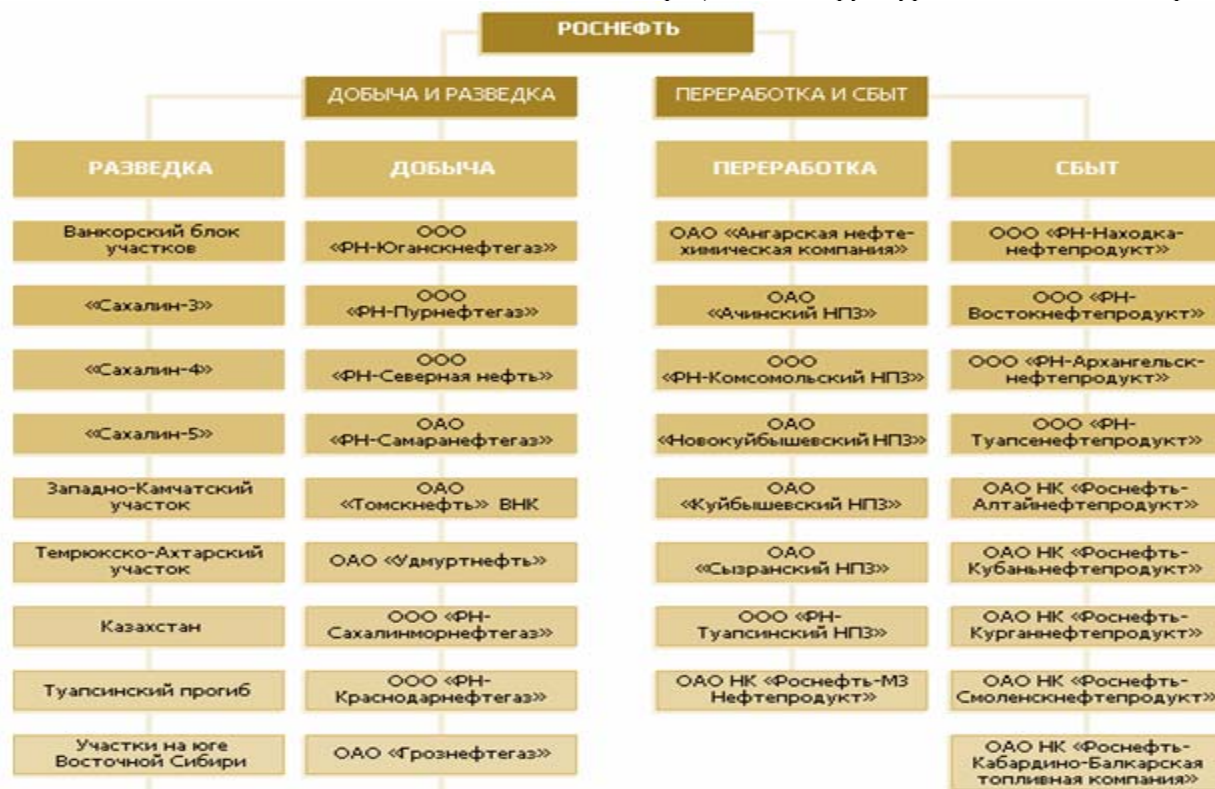 РОСНЕФТЬ
ДОБЫЧА И РАЗВЕДКА
РАЗВЕДКА
Ванкорский блок
участков
«Сахалин-3»
«Сахалин-4»
«Сахалин-5»
Западно-Камчатский
участок
Темрюкско-Ахтарский
участок
Казахстан
Туапсинский прогиб
Участки на юге
Восточной Сибири
ДОБЫЧА
ООО
«РН-Юганскнефтегаз»
ООО
«РН-Пурнефтегаз»
ООО
«РН-Северная нефть»
ОАО
«РН-Самаранефтегаз»
ОАО
«Томскнефть» ВНК
ОАО «Удмуртнефть»
ООО «РН-
Сахалинморнефтегаз»
ООО «РН-
Краснодарнефтегаз»
ОАО «Грознефтегаз»
ПЕРЕРАБОТКА И СБЫТ
ПЕРЕРАБОТКА
ОАО «Ангарская нефте-
химическая компания»
ОАО
«Ачинский НПЗ»
ООО
«РН-Комсомольский НПЗ»
ОАО
«Новокуйбышевский НПЗ»
ОАО
«Куйбышевский НПЗ»
ОАО
«Сызранский НПЗ»
ООО «РН-
Туапсинский НПЗ»
ОАО НК «Роснефть-МЗ
Нефтепродукт»
СБЫТ
ООО «РН-Находка-
нефтепродукт»
ООО «РН-
Востокнефтепродукт»
ООО «РН-Архангельск-
нефтепродукт»
ООО «РН-
Туапсенефтепродукт»
ОАО НК «Роснефть-
Алтайнефтепродукт»
ОАО НК «Роснефть-
Кубаньнефтепродукт»
ОАО НК «Роснефть-
Курганнефтепродукт»
ОАО НК «Роснефть-
Смоленскнефтепродукт»
ОАО НК «Роснефть-
Кабардино-Балкарская
топливная компания»